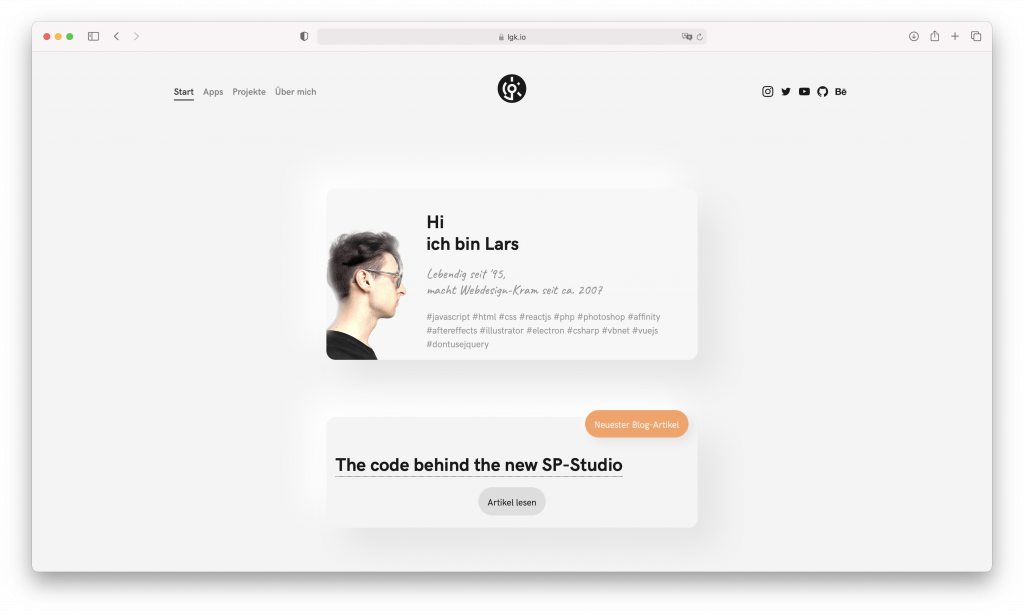 lgk.io
Start Apps Projekte Über mich
Bē
Hi
ich bin Lars
Lebendig seit '95,
macht Webdesign-Kram seit ca. 2007
#javascript #html #css #reactjs #php #photoshop #affinity
#aftereffects #illustrator #electron #csharp #vbnet #vuejs
#dontusejquery
Neuester Blog-Artikel
The code behind the new SP-Studio
Artikel lesen